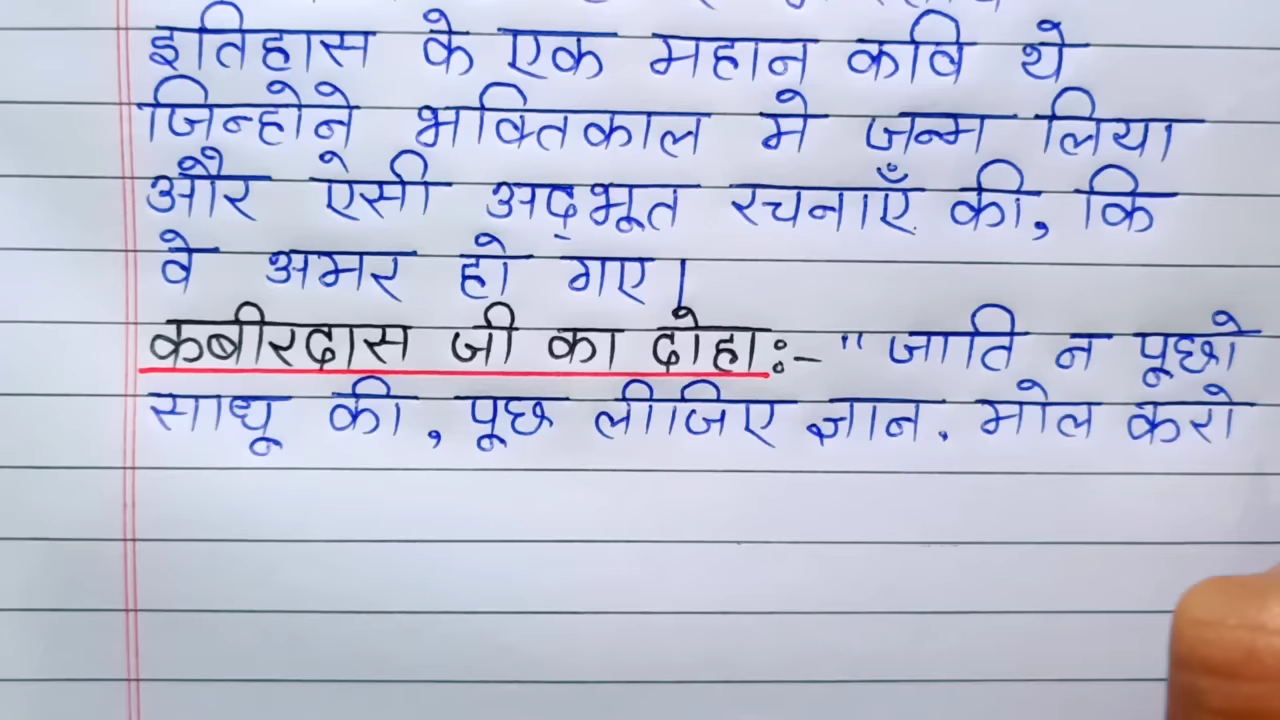 इतिहास के एक महान कवि थे
जिन्होने भक्तिकाल मे जन्म लिया
और ऐसी अद्‌भूत रचनाएँ की, कि
वे अमर हो गए।
कबीरदास जी का दोहाः- "जाति न पूछो
साधू की, पूछ लीजिए ज्ञान. मोल करो